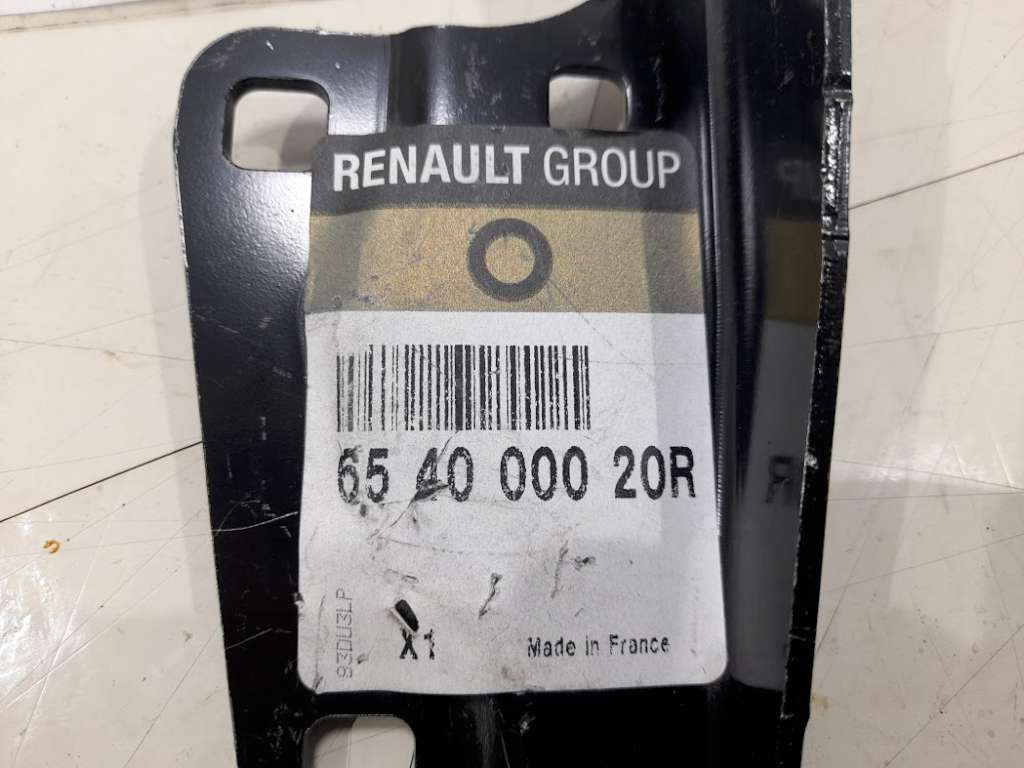 RENAULT GROUP
65 40 000 20R
93DU3LP
X1
Made in France